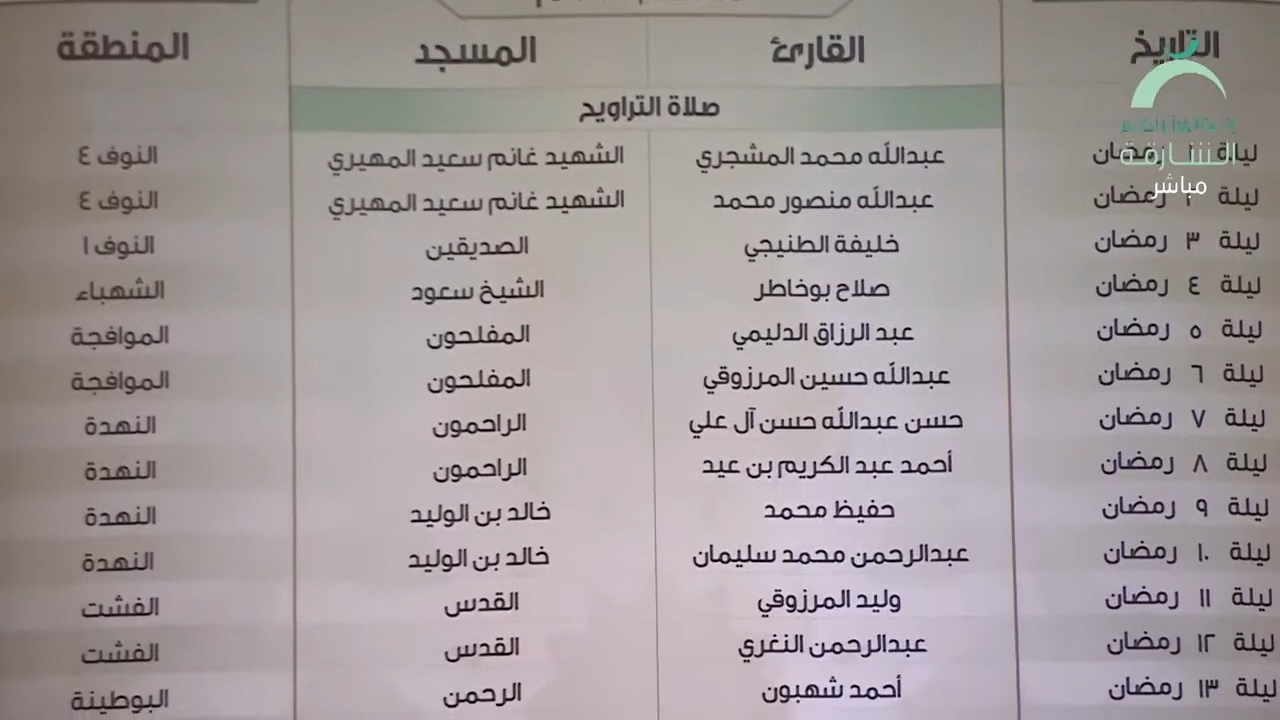 التاريخ القارئ المسجد المنطقة
صلاة التراويح
ليلة ١ رمضان عبدالله محمد المشجري الشهيد غانم سعيد المهيري النوف ٤
ليلة ٢ رمضان عبدالله منصور محمد الشهيد غانم سعيد المهيري النوف ٤
ليلة ٣ رمضان خليفة الطنيجي الصديقين النوف ١
ليلة ٤ رمضان صلاح بوخاطر الشيخ سعود الشهباء
ليلة ٥ رمضان عبد الرزاق الدليمي المفلحون الموافجة
ليلة ٦ رمضان عبدالله حسين المرزوقي المفلحون الموافجة
ليلة ٧ رمضان حسن عبدالله حسن آل علي الراحمون النهدة
ليلة ٨ رمضان أحمد عبد الكريم بن عيد الراحمون النهدة
ليلة ٩ رمضان حفيظ محمد خالد بن الوليد النهدة
ليلة ١٠ رمضان عبدالرحمن محمد سليمان خالد بن الوليد النهدة
ليلة ١١ رمضان وليد المرزوقي القدس الفشت
ليلة ١٢ رمضان عبدالرحمن النغري القدس الفشت
ليلة ١٣ رمضان أحمد شهبون الرحمن البوطينة
الشارقة
مباشر